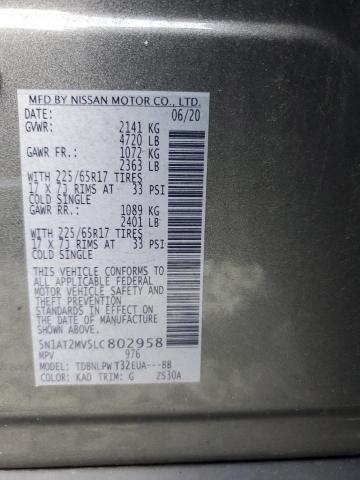 MFD BY NISSAN MOTOR CO., LTD.
DATE: 06/20
GVWR: 2141 KG
4720 LB
GAWR FR.: 1072 KG
2363 LB
WITH 225/65R17 TIRES
17 X 7J RIMS AT 33 PSI
COLD SINGLE
GAWR RR.: 1089 KG
2401 LB
WITH 225/65R17 TIRES
17 X 7J RIMS AT 33 PSI
COLD SINGLE
THIS VEHICLE CONFORMS TO
ALL APPLICABLE FEDERAL
MOTOR VEHICLE SAFETY AND
THEFT PREVENTION
STANDARDS IN EFFECT ON
THE DATE OF MANUFACTURE
SHOWN ABOVE.
5N1AT2MV5LC802958
MPV 976
MODEL: TDBNLPW T32EUA---BB
COLOR: KAD TRIM: G ZS30A